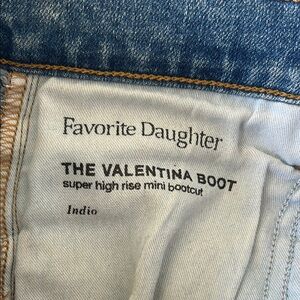 Favorite Daughter
THE VALENTINA BOOT
super high rise mini bootcut
Indio